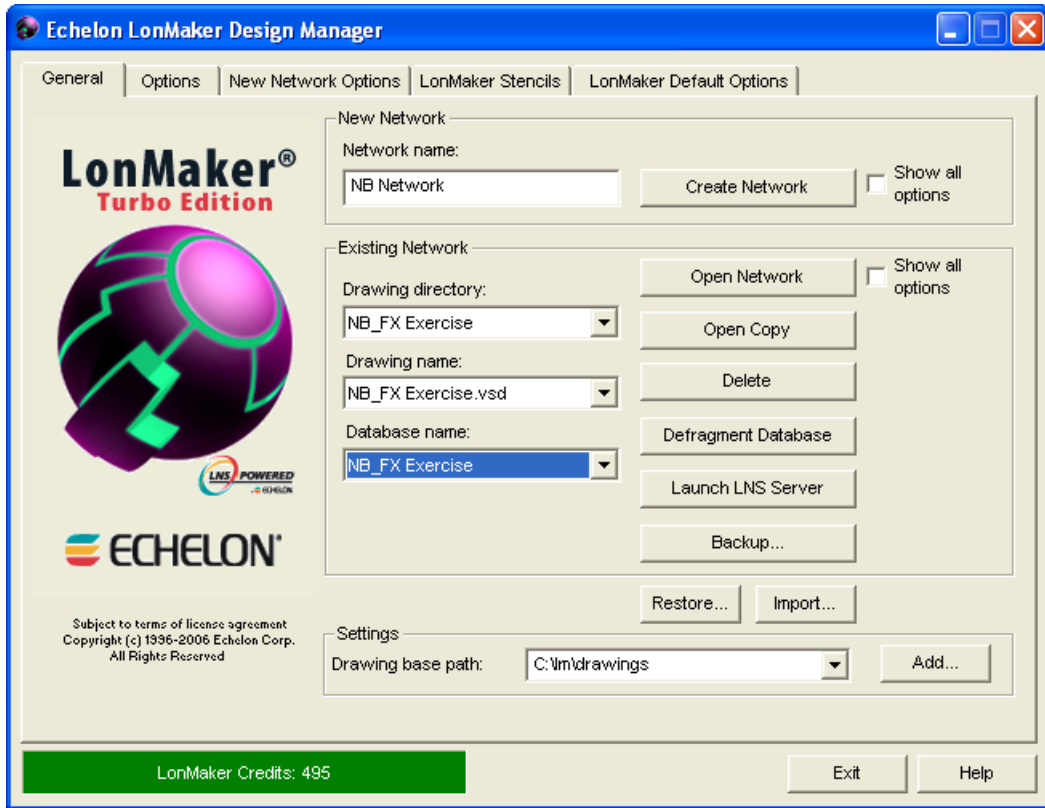 Echelon LonMaker Design Manager
General
Options
New Network Options
LonMaker Stencils
LonMaker Default Options
LonMaker®
Turbo Edition
LNS POWERED
BY ECHELON
ECHELON
Subject to terms of license agreement
Copyright (c) 1996-2006 Echelon Corp.
All Rights Reserved
New Network
Network name:
NB Network
Create Network
Show all
options
Existing Network
Drawing directory:
NB_FX Exercise
Drawing name:
NB_FX Exercise.vsd
Database name:
NB_FX Exercise
Open Network
Show all
options
Open Copy
Delete
Defragment Database
Launch LNS Server
Backup...
Restore...
Import...
Settings
Drawing base path:
C:\lm\drawings
Add...
LonMaker Credits: 495
Exit
Help